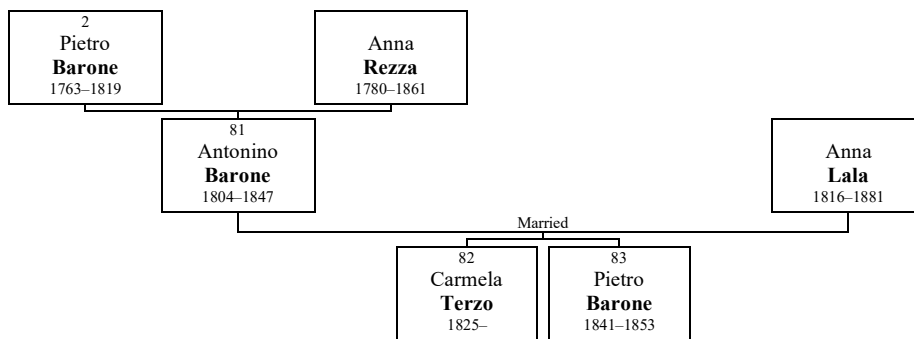 2
Pietro
Barone
1763–1819
Anna
Rezza
1780–1861
81
Antonino
Barone
1804–1847
Anna
Lala
1816–1881
Married
82
Carmela
Terzo
1825–
83
Pietro
Barone
1841–1853